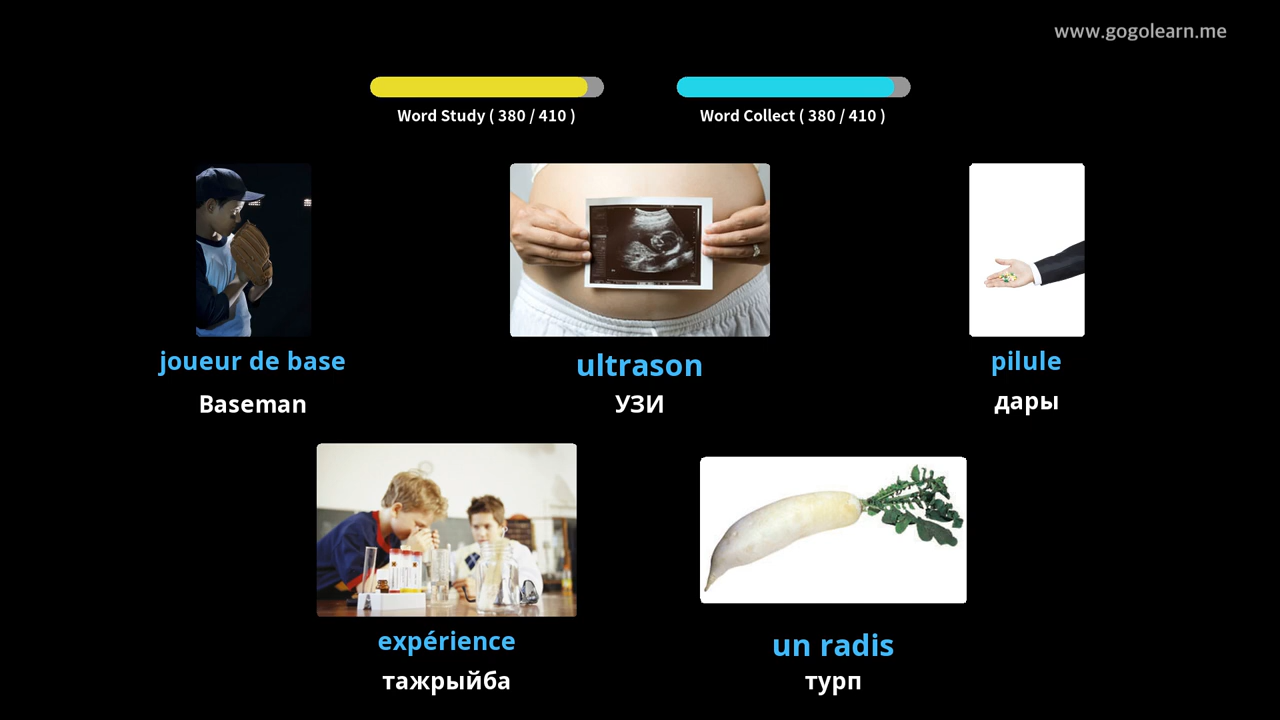 www.gogolearn.me
Word Study ( 380 / 410 )
Word Collect ( 380 / 410 )
joueur de base
Baseman
ultrason
УЗИ
pilule
дары
expérience
тажрыйба
un radis
турп